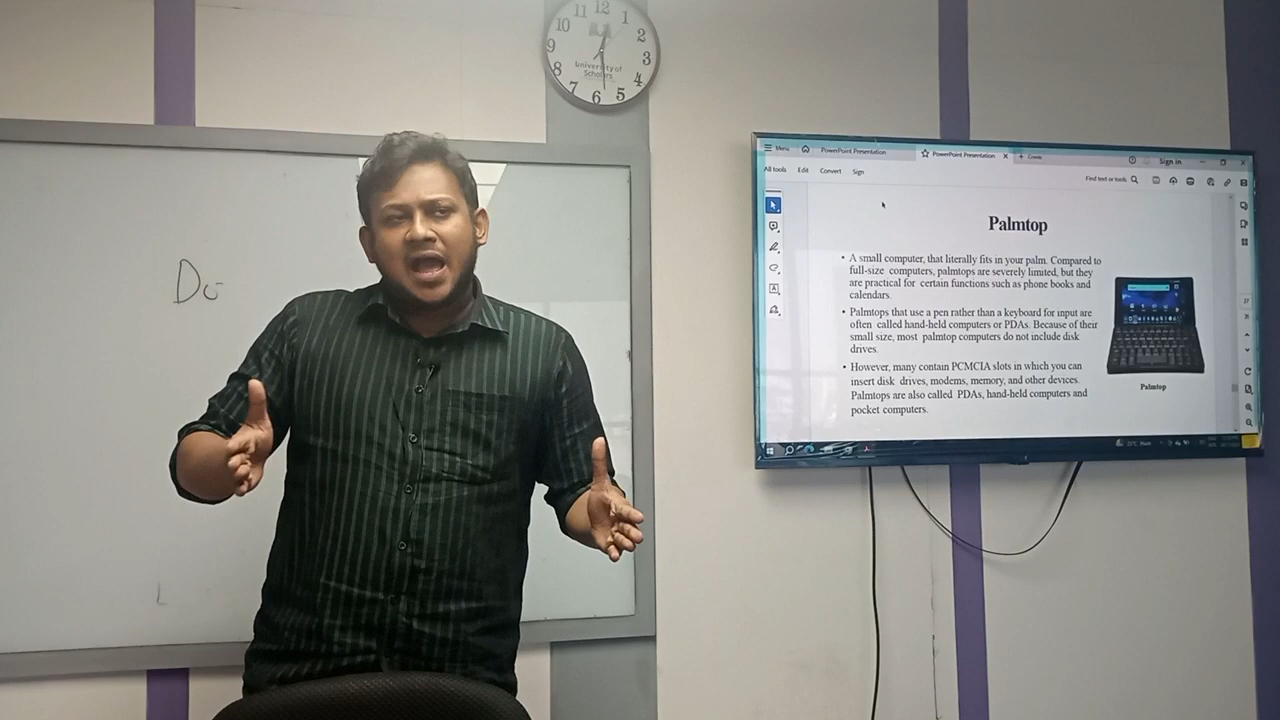 12
11
1
10
2
9
3
University of
Scholars
8
4
7
6
5
Do
Menu
PowerPoint Presentation
PowerPoint Presentation
Create
Sign in
All tools Edit Convert Sign
Find text or tools
Palmtop
• A small computer, that literally fits in your palm. Compared to
full-size computers, palmtops are severely limited, but they
are practical for certain functions such as phone books and
calendars.
• Palmtops that use a pen rather than a keyboard for input are
often called hand-held computers or PDAs. Because of their
small size, most palmtop computers do not include disk
drives.
• However, many contain PCMCIA slots in which you can
insert disk drives, modems, memory, and other devices.
Palmtops are also called PDAs, hand-held computers and
pocket computers.
Palmtop